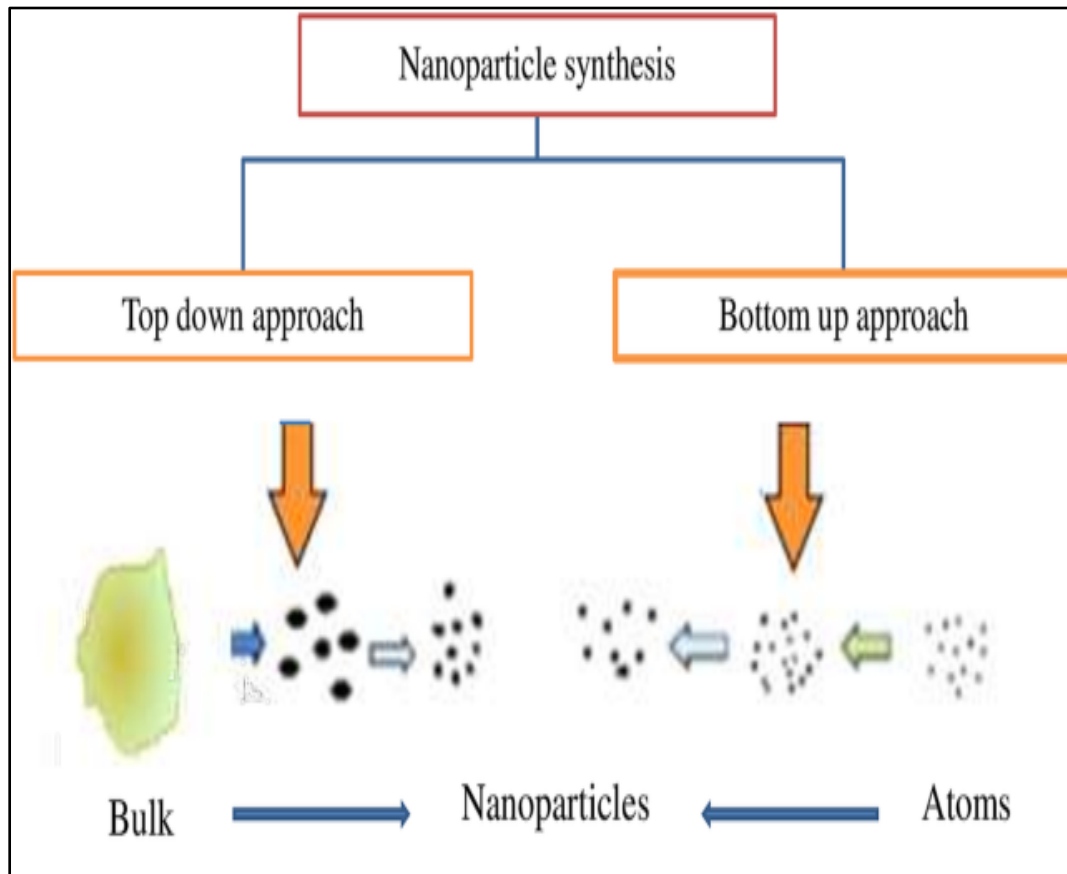 Nanoparticle synthesis
Top down approach
Bottom up approach
Bulk
Nanoparticles
Atoms